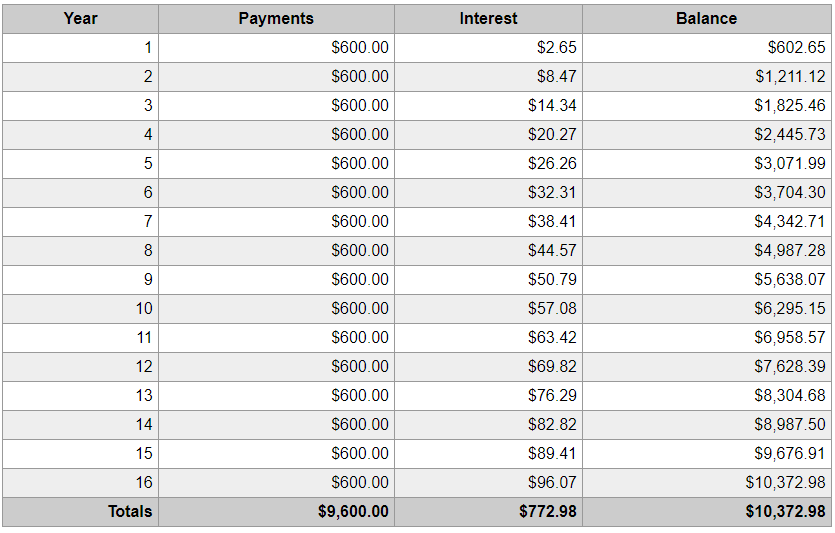 Year Payments Interest Balance
1 $600.00 $2.65 $602.65
2 $600.00 $8.47 $1,211.12
3 $600.00 $14.34 $1,825.46
4 $600.00 $20.27 $2,445.73
5 $600.00 $26.26 $3,071.99
6 $600.00 $32.31 $3,704.30
7 $600.00 $38.41 $4,342.71
8 $600.00 $44.57 $4,987.28
9 $600.00 $50.79 $5,638.07
10 $600.00 $57.08 $6,295.15
11 $600.00 $63.42 $6,958.57
12 $600.00 $69.82 $7,628.39
13 $600.00 $76.29 $8,304.68
14 $600.00 $82.82 $8,987.50
15 $600.00 $89.41 $9,676.91
16 $600.00 $96.07 $10,372.98
Totals $9,600.00 $772.98 $10,372.98